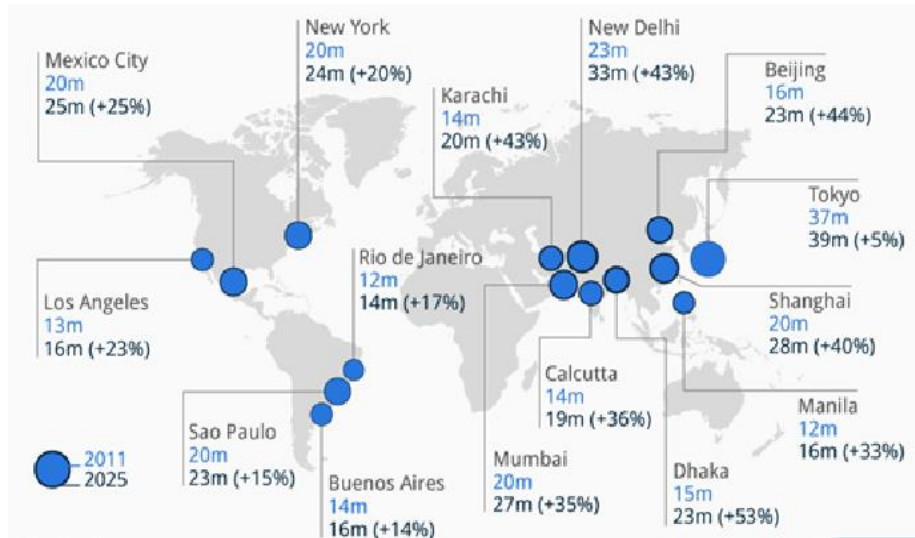 New York
20m
24m (+20%)
New Delhi
23m
33m (+43%)
Mexico City
20m
25m (+25%)
Beijing
16m
23m (+44%)
Karachi
14m
20m (+43%)
Tokyo
37m
39m (+5%)
Rio de Janeiro
12m
14m (+17%)
Los Angeles
13m
16m (+23%)
Shanghai
20m
28m (+40%)
Calcutta
14m
19m (+36%)
Manila
12m
16m (+33%)
Sao Paulo
20m
23m (+15%)
Mumbai
20m
27m (+35%)
Dhaka
15m
23m (+53%)
Buenos Aires
14m
16m (+14%)
2011
2025